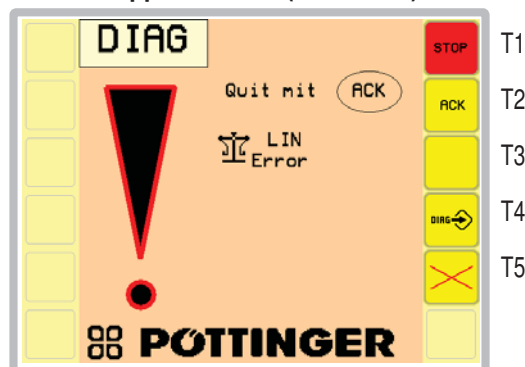 DIAG
STOP T1
Quit mit ACK
ACK T2
LIN
Error
T3
DIAG T4
T5
PÖTTINGER